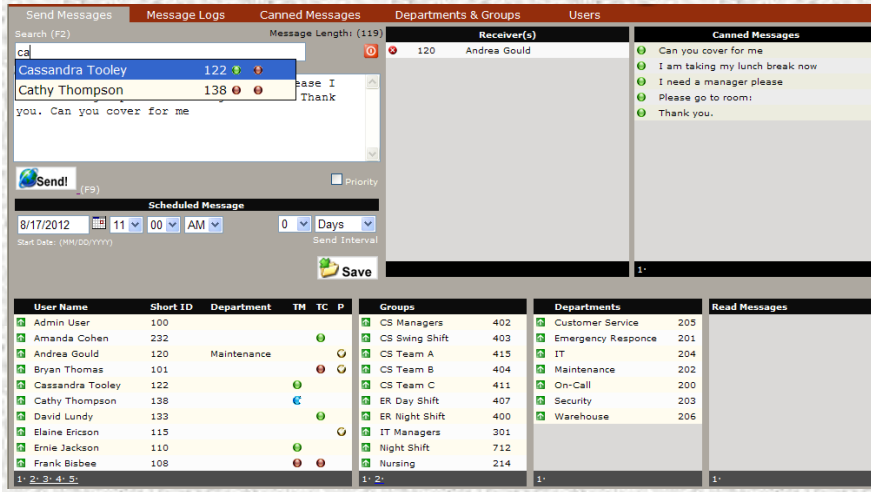 Send Messages Message Logs Canned Messages Departments & Groups Users
Search (F2) Message Length: (119)
ca
Cassandra Tooley 122
Cathy Thompson 138
ease I
Thank
you. Can you cover for me
Send! (F9) Priority
Scheduled Message
8/17/2012 11 00 AM 0 Days
Start Date: (MM/DD/YYYY) Send Interval
Save
Receiver(s)
120 Andrea Gould
Canned Messages
Can you cover for me
I am taking my lunch break now
I need a manager please
Please go to room:
Thank you.
1·
User Name Short ID Department TM TC P
Admin User 100
Amanda Cohen 232
Andrea Gould 120 Maintenance
Bryan Thomas 101
Cassandra Tooley 122
Cathy Thompson 138
David Lundy 133
Elaine Ericson 115
Ernie Jackson 110
Frank Bisbee 108
1· 2· 3· 4· 5·
Groups
CS Managers 402
CS Swing Shift 403
CS Team A 415
CS Team B 404
CS Team C 411
ER Day Shift 407
ER Night Shift 400
IT Managers 301
Night Shift 712
Nursing 214
1· 2·
Departments
Customer Service 205
Emergency Responce 201
IT 204
Maintenance 202
On-Call 200
Security 203
Warehouse 206
1·
Read Messages
1·